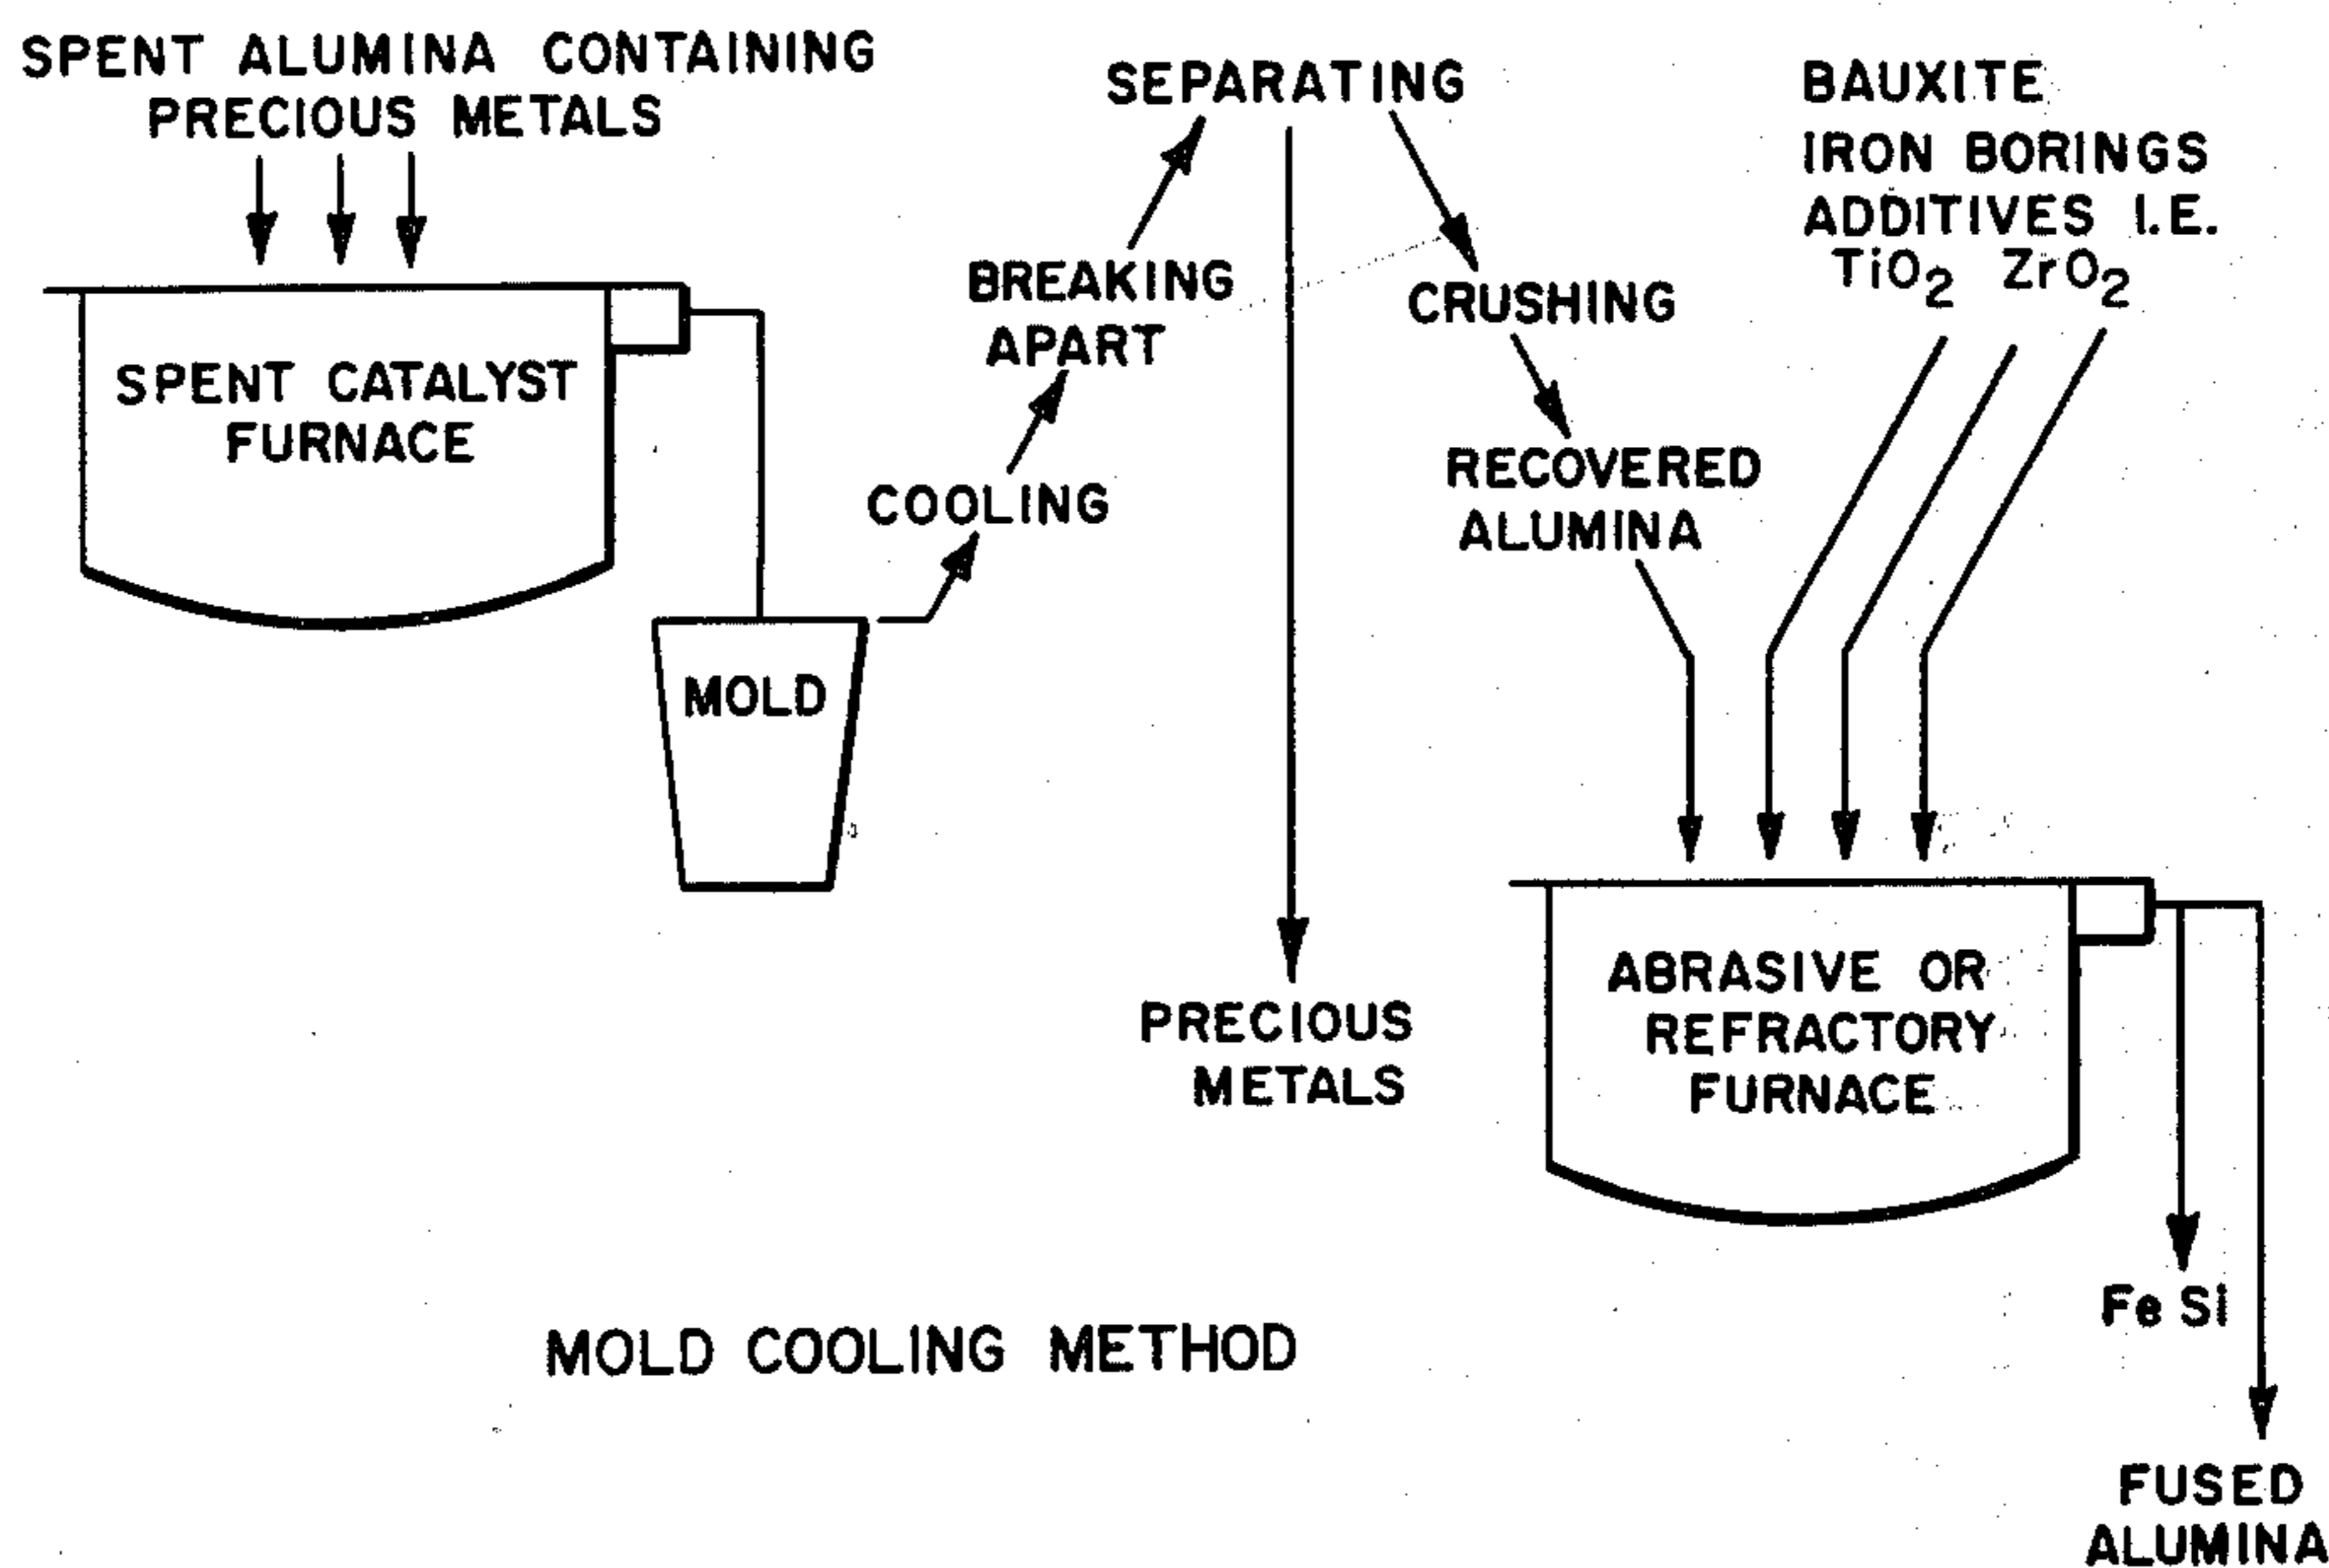 SPENT ALUMINA CONTAINING
PRECIOUS METALS
SPENT CATALYST
FURNACE
MOLD
COOLING
BREAKING
APART
SEPARATING
PRECIOUS
METALS
CRUSHING
RECOVERED
ALUMINA
BAUXITE
IRON BORINGS
ADDITIVES I.E.
TiO2 ZrO2
ABRASIVE OR
REFRACTORY
FURNACE
Fe Si
FUSED
ALUMINA
MOLD COOLING METHOD